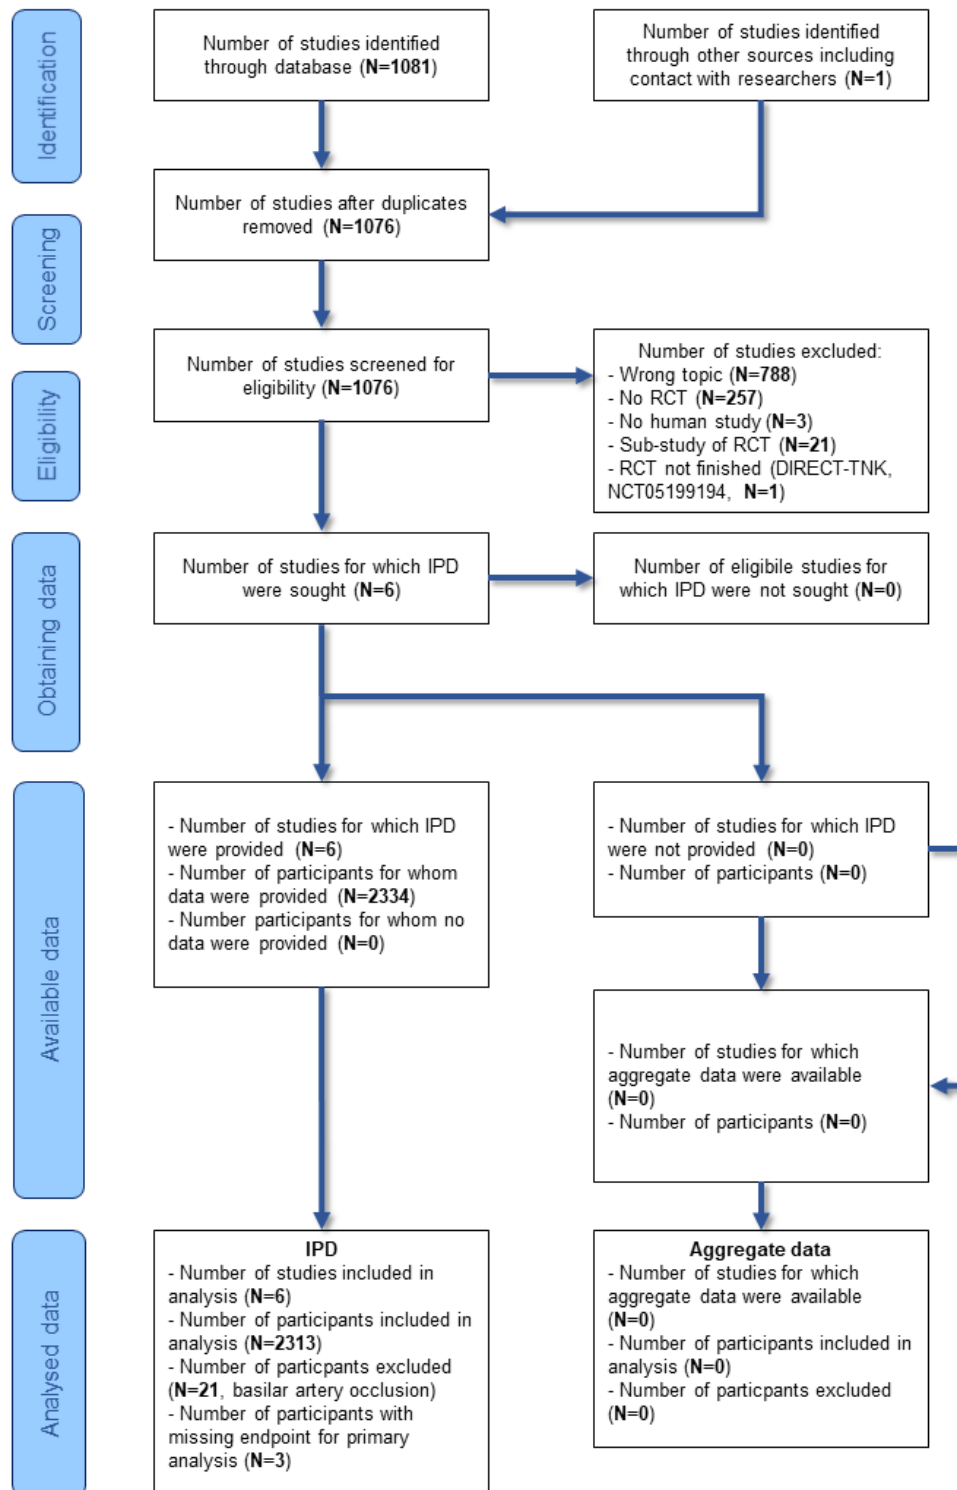 Identification
Number of studies identified
through database (N=1081)
Number of studies identified
through other sources including
contact with researchers (N=1)
Number of studies after duplicates
removed (N=1076)
Screening
Number of studies screened for
eligibility (N=1076)
Number of studies excluded:
- Wrong topic (N=788)
- No RCT (N=257)
- No human study (N=3)
- Sub-study of RCT (N=21)
- RCT not finished (DIRECT-TNK,
NCT05199194, N=1)
Eligibility
Obtaining data
Number of studies for which IPD
were sought (N=6)
Number of eligibile studies for
which IPD were not sought (N=0)
Available data
- Number of studies for which IPD
were provided (N=6)
- Number of participants for whom
data were provided (N=2334)
- Number participants for whom no
data were provided (N=0)
- Number of studies for which IPD
were not provided (N=0)
- Number of participants (N=0)
- Number of studies for which
aggregate data were available
(N=0)
- Number of participants (N=0)
Analysed data
IPD
- Number of studies included in
analysis (N=6)
- Number of participants included in
analysis (N=2313)
- Number of particpants excluded
(N=21, basilar artery occlusion)
- Number of participants with
missing endpoint for primary
analysis (N=3)
Aggregate data
- Number of studies for which
aggregate data were available
(N=0)
- Number of participants included in
analysis (N=0)
- Number of particpants excluded
(N=0)